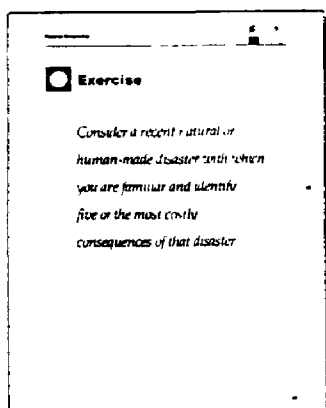 Exercise
Consider a recent natural or
human-made disaster with which
you are familiar and identify
five of the most costly
consequences of that disaster